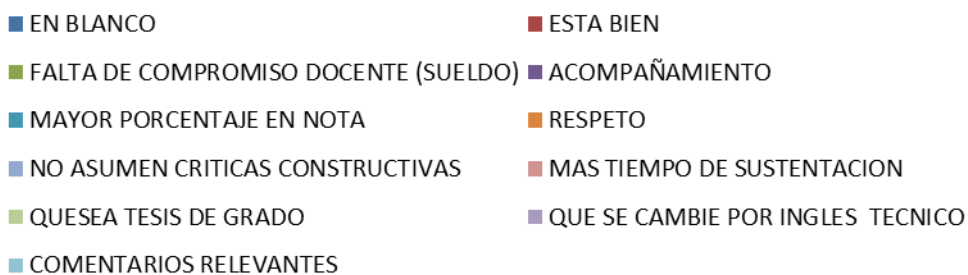 EN BLANCO
ESTA BIEN
FALTA DE COMPROMISO DOCENTE (SUELDO)
ACOMPAÑAMIENTO
MAYOR PORCENTAJE EN NOTA
RESPETO
NO ASUMEN CRITICAS CONSTRUCTIVAS
MAS TIEMPO DE SUSTENTACION
QUESEA TESIS DE GRADO
QUE SE CAMBIE POR INGLES TECNICO
COMENTARIOS RELEVANTES